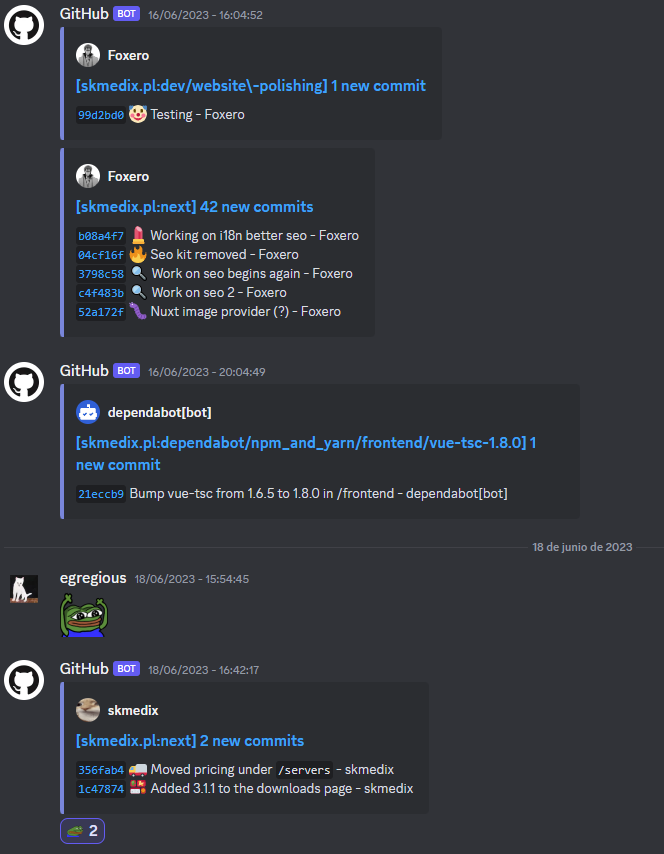 GitHub BOT 16/06/2023 - 16:04:52
Foxero
[skmedix.pl:dev/website\-polishing] 1 new commit
99d2bd0 🤡 Testing - Foxero
Foxero
[skmedix.pl:next] 42 new commits
b08a4f7 🚨 Working on i18n better seo - Foxero
04cf16f 🔥 Seo kit removed - Foxero
3798c58 🔍 Work on seo begins again - Foxero
c4f483b 🔍 Work on seo 2 - Foxero
52a172f 🐛 Nuxt image provider (?) - Foxero
GitHub BOT 16/06/2023 - 20:04:49
dependabot[bot]
[skmedix.pl:dependabot/npm_and_yarn/frontend/vue-tsc-1.8.0] 1
new commit
21eccb9 Bump vue-tsc from 1.6.5 to 1.8.0 in /frontend - dependabot[bot]
18 de junio de 2023
egregious 18/06/2023 - 15:54:45
GitHub BOT 18/06/2023 - 16:42:17
skmedix
[skmedix.pl:next] 2 new commits
356fab4 🚚 Moved pricing under /servers - skmedix
1c47874 🍱 Added 3.1.1 to the downloads page - skmedix
2